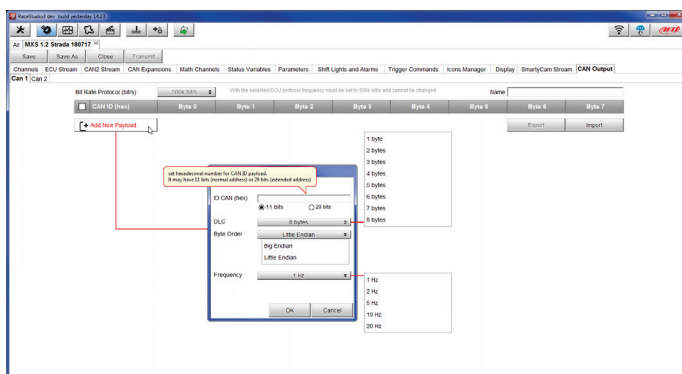 RaceStudio3 dev build yesterday 14:27
All MXS 1.2 Strada 180717
Save Save As Close Transmit
Channels ECU Stream CAN2 Stream CAN Expansions Math Channels Status Variables Parameters Shift Lights and Alarms Trigger Commands Icons Manager Display SmartyCam Stream CAN Output
Can 1 Can 2
Bit Rate Protocol (bit/s) 500k bit/s With the selected ECU protocol frequency must be set to 500k bit/s and cannot be changed Name
CAN ID (hex) Byte 0 Byte 1 Byte 2 Byte 3 Byte 4 Byte 5 Byte 6 Byte 7
Add New Payload Export Import
1 byte
2 bytes
3 bytes
4 bytes
5 bytes
6 bytes
7 bytes
8 bytes
set hexadecimal number for CAN ID payload.
It may have 11 bits (normal address) or 29 bits (extended address)
ID CAN (hex)
11 bits 29 bits
DLC 8 bytes
Byte Order Little Endian
Big Endian
Little Endian
Frequency 1 Hz
1 Hz
2 Hz
5 Hz
10 Hz
20 Hz
OK Cancel